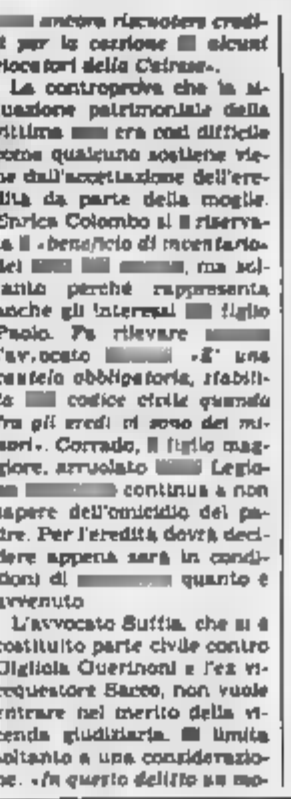 ancora riscuotere credi-
per la cessione alcuni
giocatori della Cairese».
La controprova che la si-
tuazione patrimoniale della
vittima era così difficile
come qualcuno sostiene vie-
ne dall'accettazione dell'ere-
dità da parte della moglie.
Enrica Colombo si è riserva-
ta il «beneficio di inventario»
dei , ma sol-
tanto perché rappresenta
anche gli interessi figlio
Paolo. Fa rilevare
l'avvocato «E' una
cautela obbligatoria, stabili-
ta codice civile quando
fra gli eredi vi sono dei mi-
nori». Corrado, il figlio mag-
giore, arruolato Legio-
continua a non
sapere dell'omicidio del pa-
dre. Per l'eredità dovrà deci-
dere appena sarà in condi-
zioni di quanto è
avvenuto
L'avvocato Suffia, che si è
costituito parte civile contro
Gigliola Guerinoni e l'ex vi-
cequestore Sacco, non vuole
entrare nel merito della vi-
cenda giudiziaria. Si limita
soltanto a una considerazio-
ne. «In questo delitto un mo-